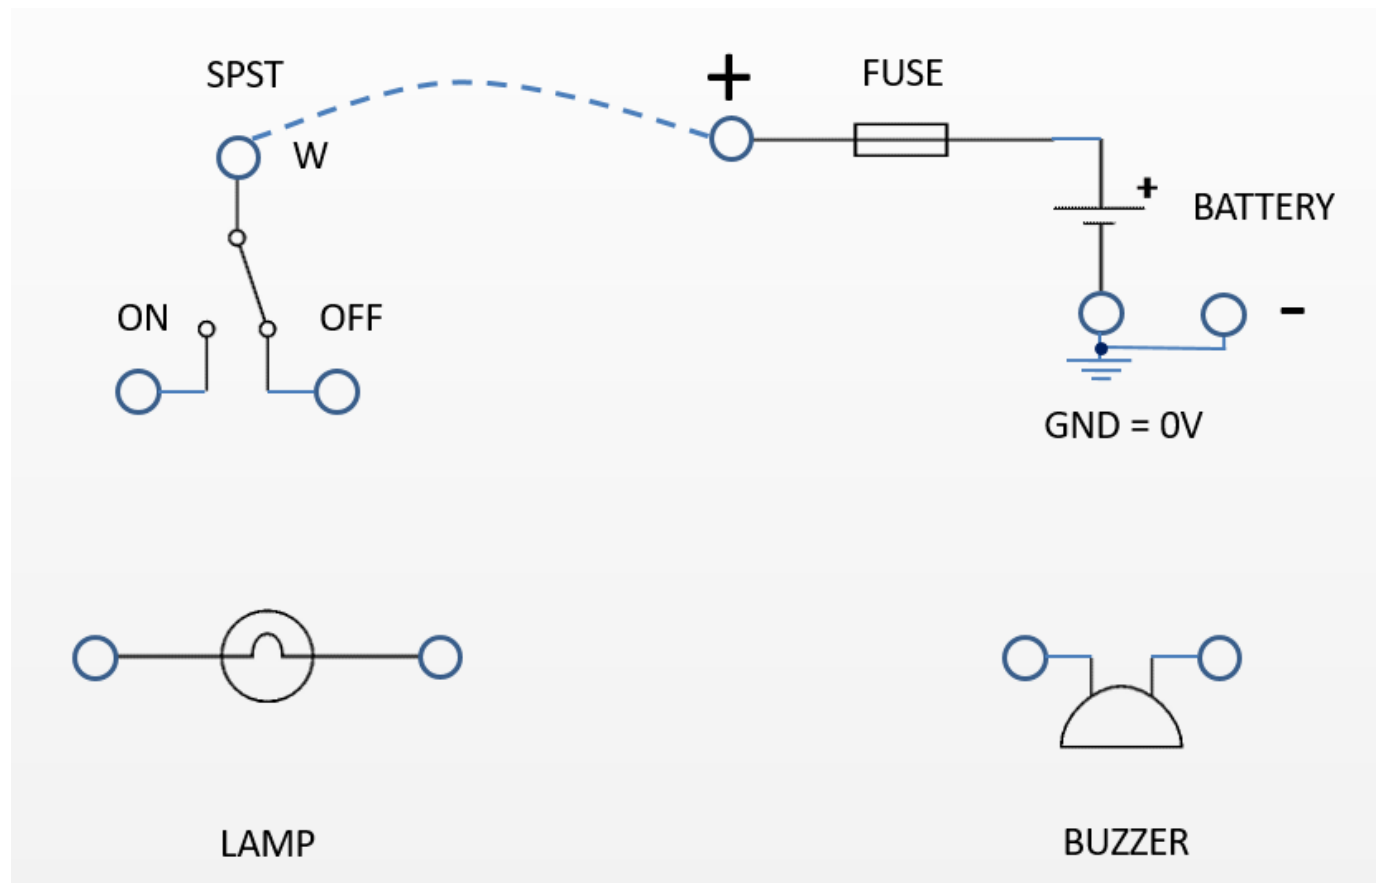 SPST
+
FUSE
W
+
BATTERY
ON
OFF
-
GND = 0V
LAMP
BUZZER